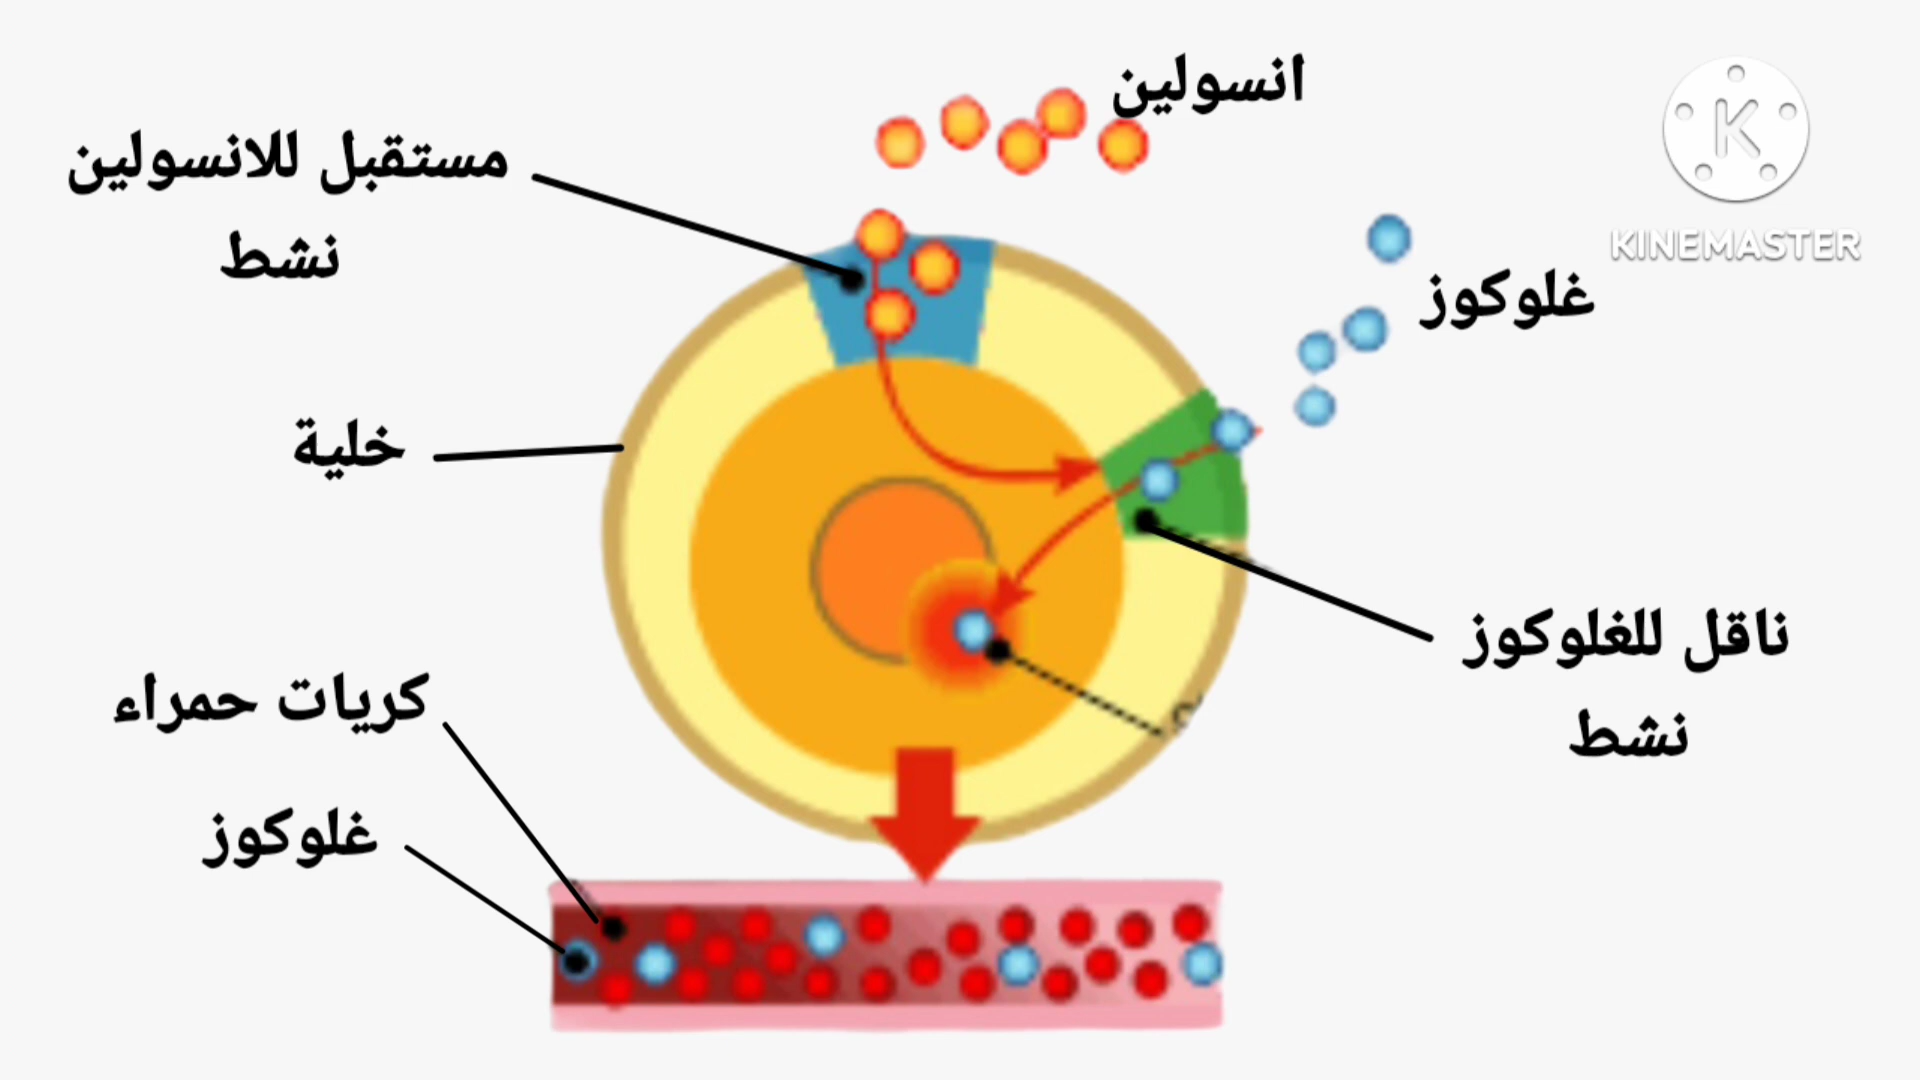 انسولين
مستقبل للانسولين
نشط
K
KINEMASTER
غلوكوز
خلية
ناقل للغلوكوز
نشط
كريات حمراء
غلوكوز